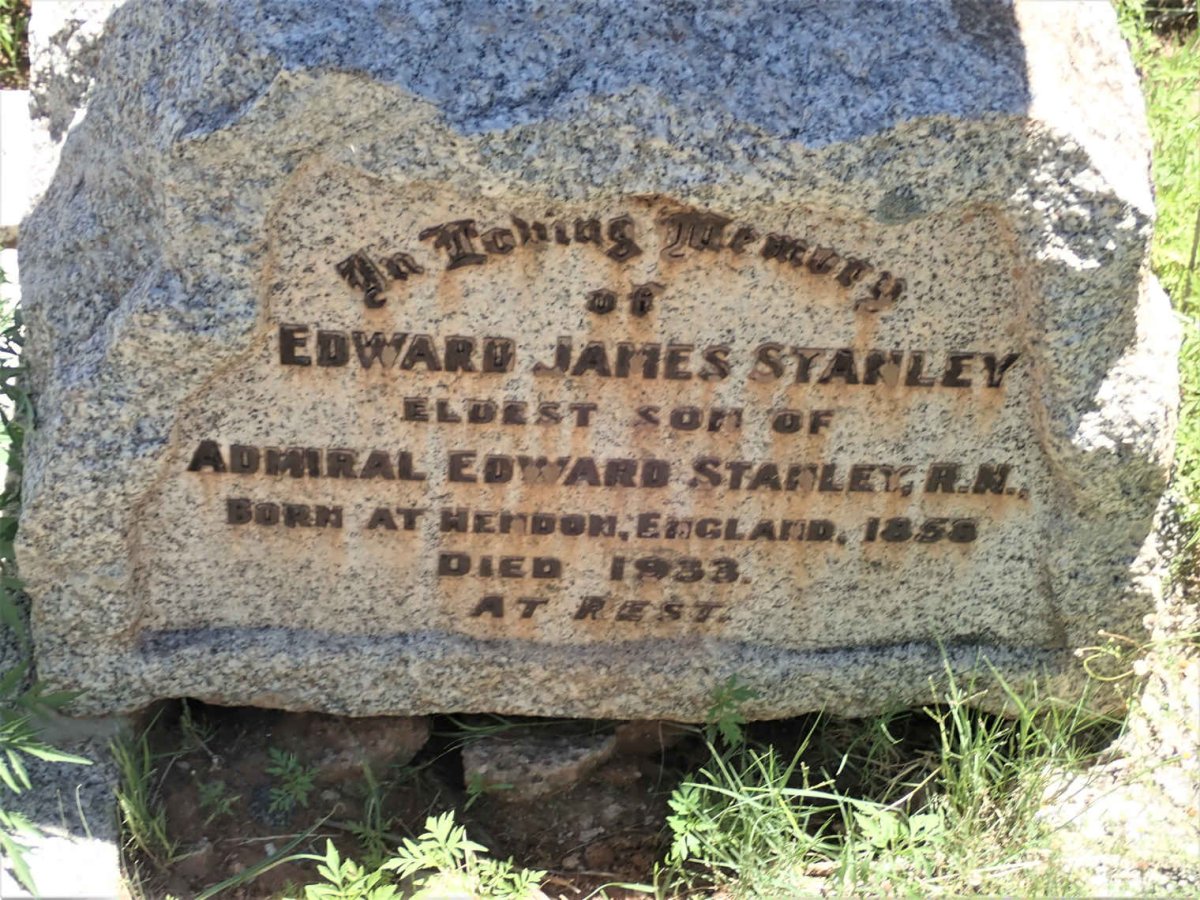 In Loving Memory
of
EDWARD JAMES STANLEY
ELDEST SON OF
ADMIRAL EDWARD STANLEY, R.N.,
BORN AT HENDON, ENGLAND, 1858
DIED 1933.
AT REST.